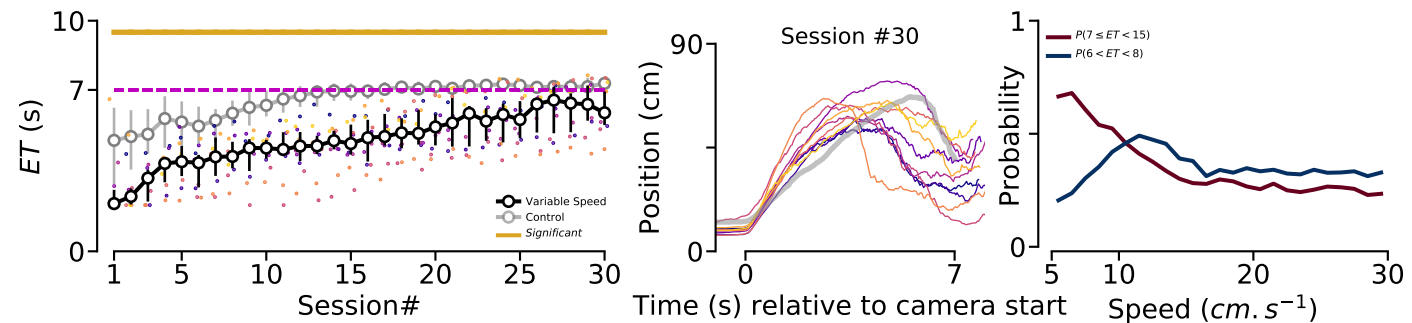 10
7
0
ET (s)
1
5
10
15
20
25
30
Session#
Variable Speed
Control
Significant
Session #30
90
0
Position (cm)
0
7
Time (s) relative to camera start
1
0
Probability
P(7 ≤ ET < 15)
P(6 < ET < 8)
5
10
20
30
Speed (cm. s⁻¹)